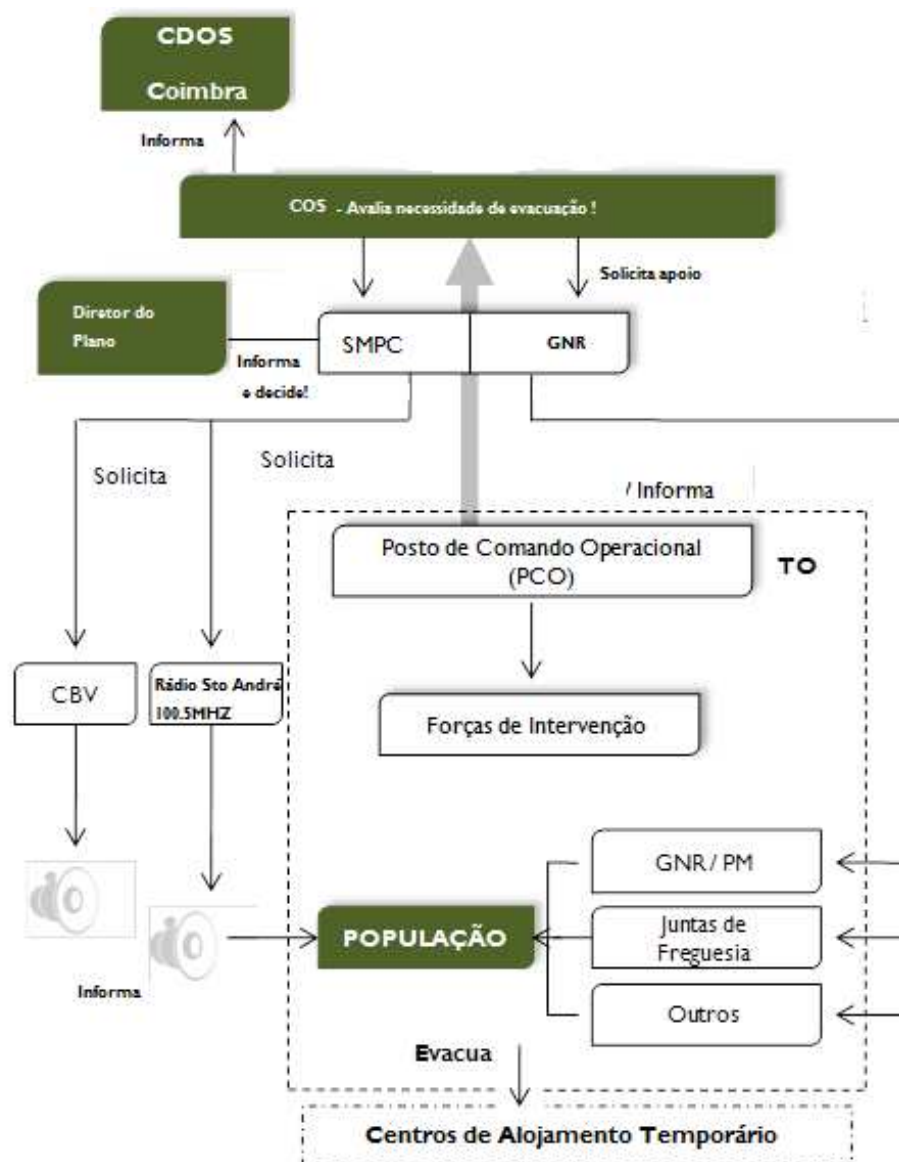 CDOS
Coimbra
Informa
COS - Avalia necessidade de evacuação !
Solicita apoio
Diretor do
Plano
SMPC
GNR
Informa
e decide!
Solicita
Solicita
/ Informa
Posto de Comando Operacional
(PCO)
TO
CBV
Rádio Sto André
100.5MHZ
Forças de Intervenção
GNR / PM
POPULAÇÃO
Juntas de
Freguesia
Informa
Outros
Evacua
Centros de Alojamento Temporário